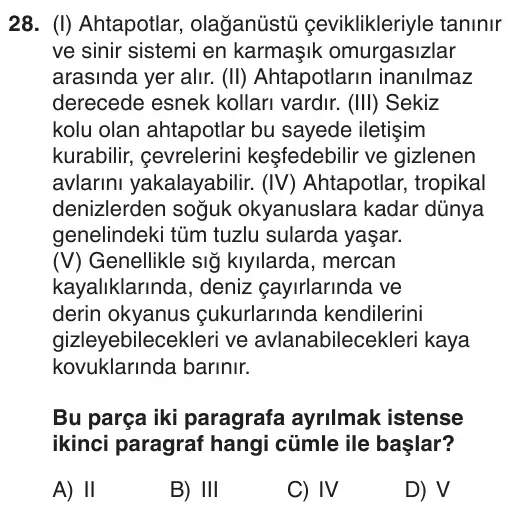 28. (I) Ahtapotlar, olağanüstü çeviklikleriyle tanınır
ve sinir sistemi en karmaşık omurgasızlar
arasında yer alır. (II) Ahtapotların inanılmaz
derecede esnek kolları vardır. (III) Sekiz
kolu olan ahtapotlar bu sayede iletişim
kurabilir, çevrelerini keşfedebilir ve gizlenen
avlarını yakalayabilir. (IV) Ahtapotlar, tropikal
denizlerden soğuk okyanuslara kadar dünya
genelindeki tüm tuzlu sularda yaşar.
(V) Genellikle sığ kıyılarda, mercan
kayalıklarında, deniz çayırlarında ve
derin okyanus çukurlarında kendilerini
gizleyebilecekleri ve avlanabilecekleri kaya
kovuklarında barınır.
Bu parça iki paragrafa ayrılmak istense
ikinci paragraf hangi cümle ile başlar?
A) II B) III C) IV D) V